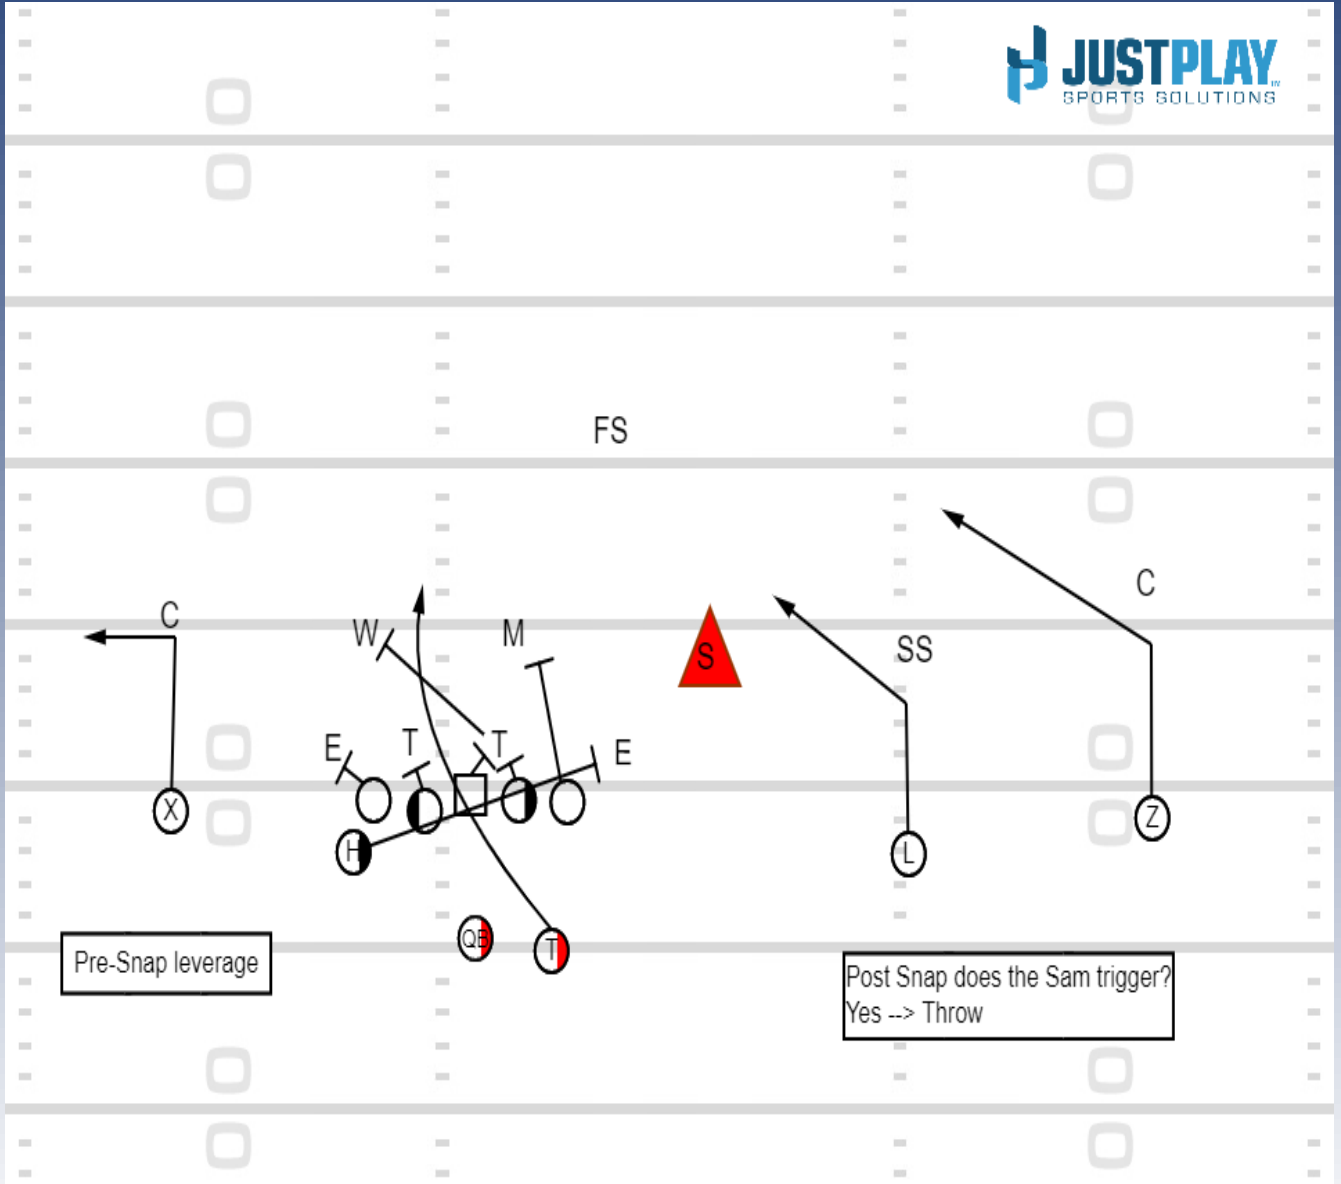 JUSTPLAY
SPORTS SOLUTIONS
FS
C
C
W
M
S
SS
E
T
T
E
X
H
L
Z
QB
T
Pre-Snap leverage
Post Snap does the Sam trigger?
Yes --> Throw